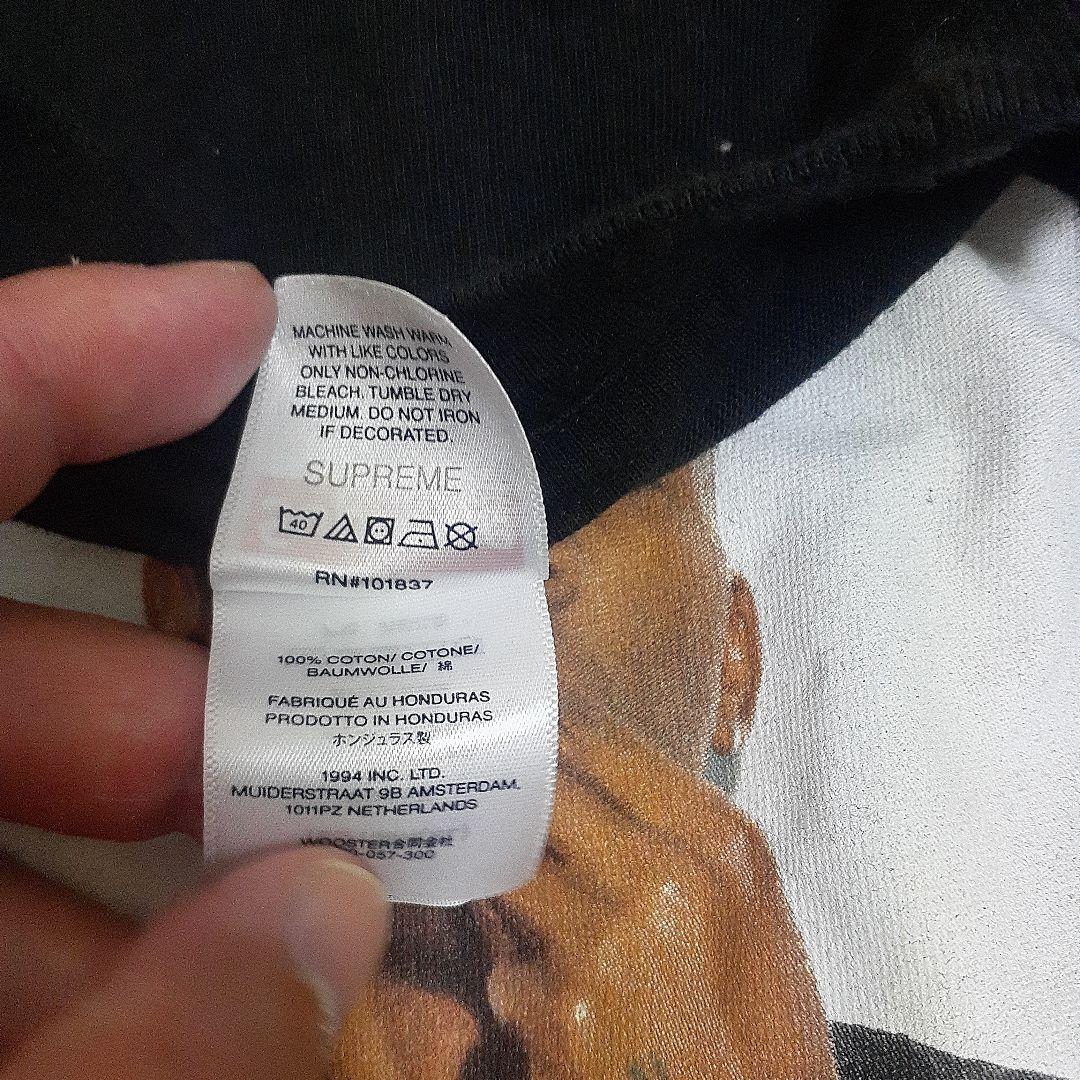 MACHINE WASH WARM,
WITH LIKE COLORS
ONLY NON-CHLORINE
BLEACH. TUMBLE DRY
MEDIUM. DO NOT IRON
IF DECORATED.
SUPREME
40
RN#101837
100% COTON/ COTONE/
BAUMWOLLE/ 綿
FABRIQUÉ AU HONDURAS
PRODOTTO IN HONDURAS
ホンジュラス製
1994 INC. LTD.
MUIDERSTRAAT 9B AMSTERDAM,
1011PZ NETHERLANDS
WOOSTER合同会社
-057-300